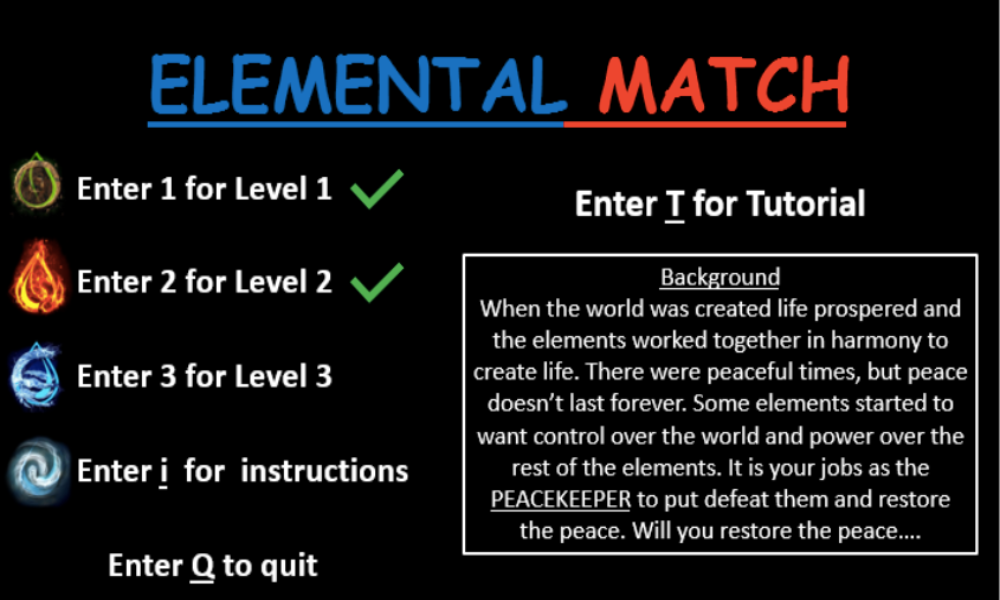 ELEMENTAL MATCH
Enter 1 for Level 1
Enter 2 for Level 2
Enter 3 for Level 3
Enter i for instructions
Enter Q to quit
Enter T for Tutorial
Background
When the world was created life prospered and
the elements worked together in harmony to
create life. There were peaceful times, but peace
doesn’t last forever. Some elements started to
want control over the world and power over the
rest of the elements. It is your jobs as the
PEACEKEEPER to put defeat them and restore
the peace. Will you restore the peace....